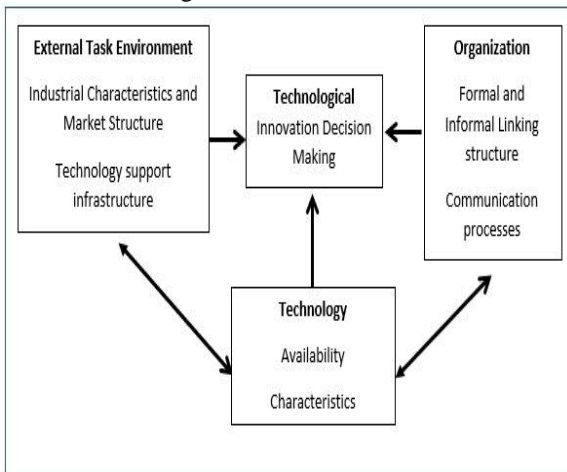 External Task Environment
Industrial Characteristics and
Market Structure
Technology support
infrastructure
Technological
Innovation Decision
Making
Organization
Formal and
Informal Linking
structure
Communication
processes
Technology
Availability
Characteristics